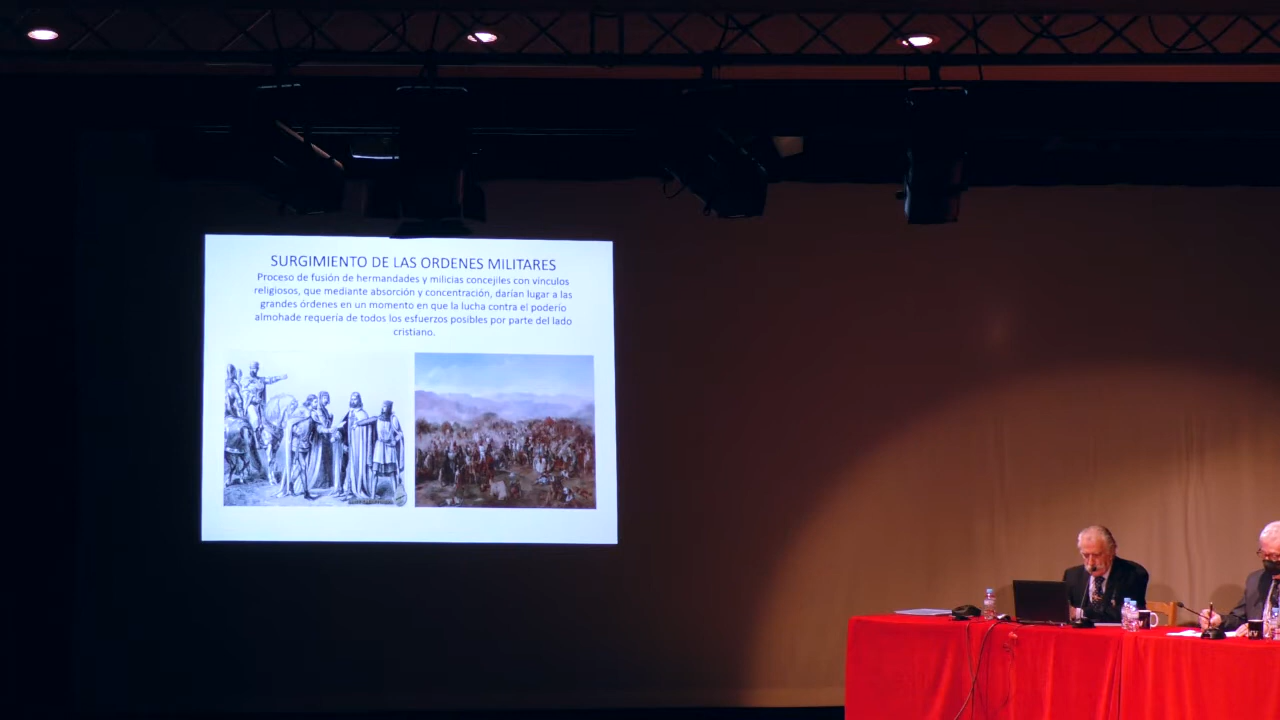 SURGIMIENTO DE LAS ORDENES MILITARES
Proceso de fusión de hermandades y milicias concejiles con vínculos
religiosos, que mediante absorción y concentración, darían lugar a las
grandes órdenes en un momento en que la lucha contra el poderío
almohade requería de todos los esfuerzos posibles por parte del lado
cristiano.